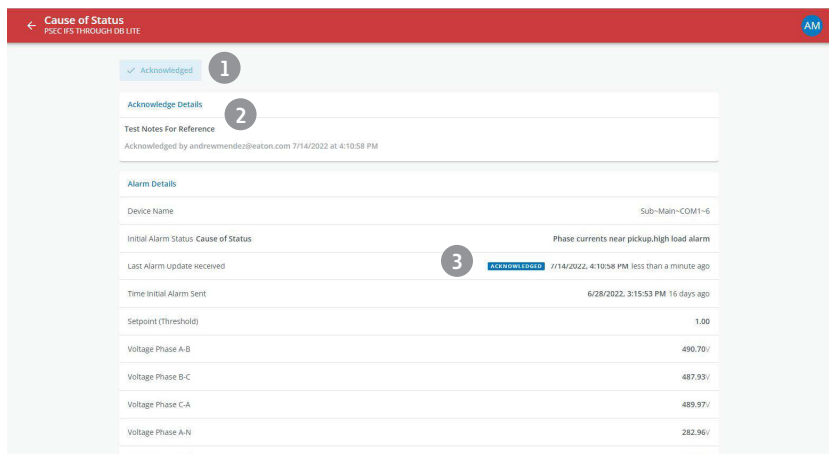 Cause of Status
PSEC IFS THROUGH DB LITE
AM
Acknowledged
1
Acknowledge Details
2
Test Notes For Reference
Acknowledged by andrewmendez@eaton.com 7/14/2022 at 4:10:58 PM
Alarm Details
Device Name Sub~Main~COM1~6
Initial Alarm Status Cause of Status Phase currents near pickup,high load alarm
Last Alarm Update Received 3 ACKNOWLEDGED 7/14/2022, 4:10:58 PM less than a minute ago
Time Initial Alarm Sent 6/28/2022, 3:15:53 PM 16 days ago
Setpoint (Threshold) 1.00
Voltage Phase A-B 490.70V
Voltage Phase B-C 487.93V
Voltage Phase C-A 489.97V
Voltage Phase A-N 282.96V